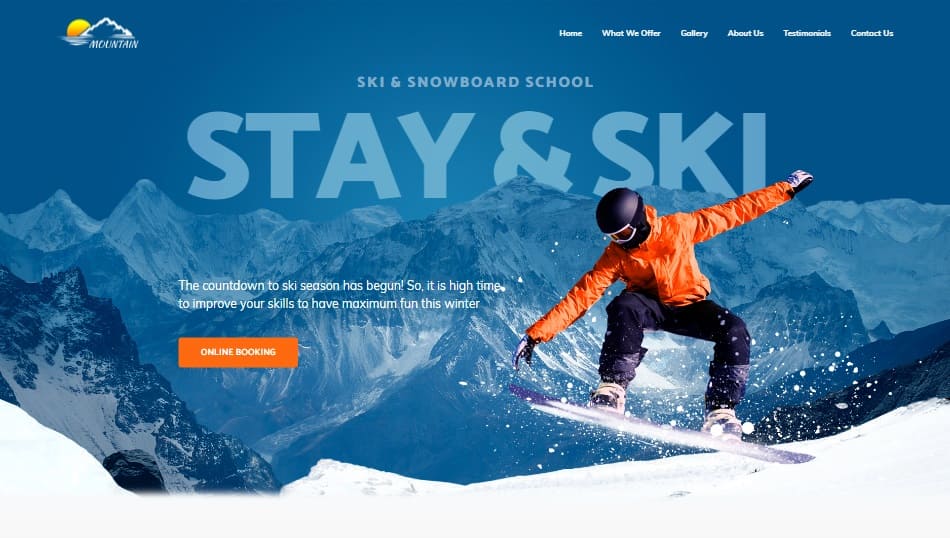 MOUNTAIN
Home What We Offer Gallery About Us Testimonials Contact Us
SKI & SNOWBOARD SCHOOL
STAY & SKI
The countdown to ski season has begun! So, it is high time
to improve your skills to have maximum fun this winter
ONLINE BOOKING